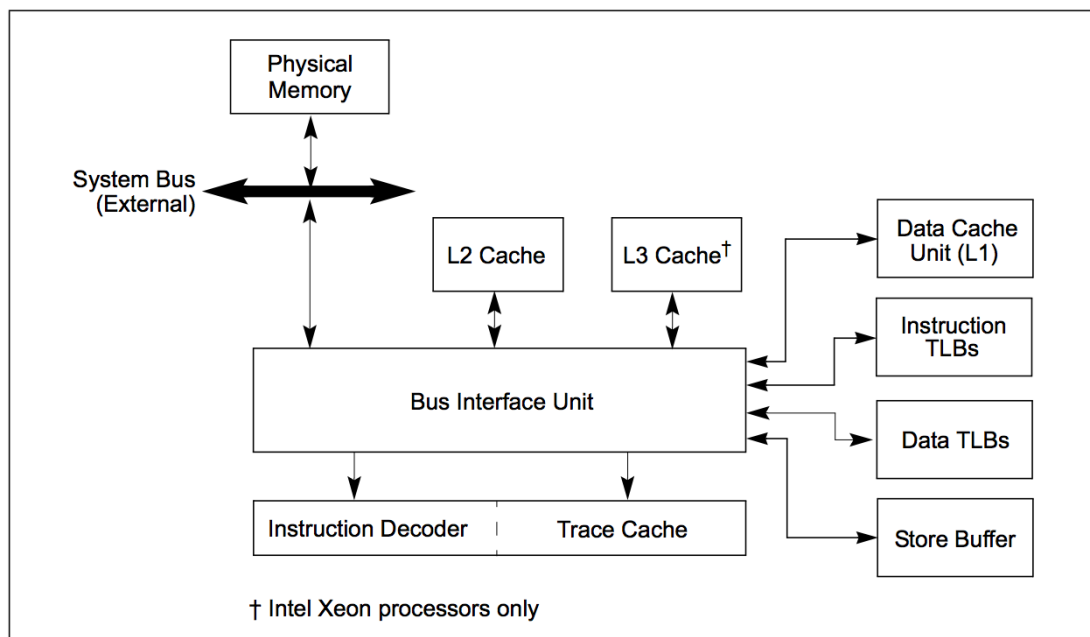 Physical
Memory
System Bus
(External)
L2 Cache
L3 Cache†
Data Cache
Unit (L1)
Instruction
TLBs
Bus Interface Unit
Data TLBs
Instruction Decoder
Trace Cache
Store Buffer
† Intel Xeon processors only